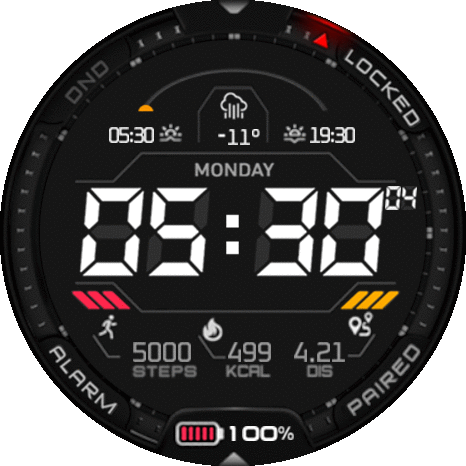 DND
LOCKED
05:30
-11°
19:30
MONDAY
05:30 04
5000 499 4.21
STEPS KCAL DIS
ALARM
PAIRED
100%